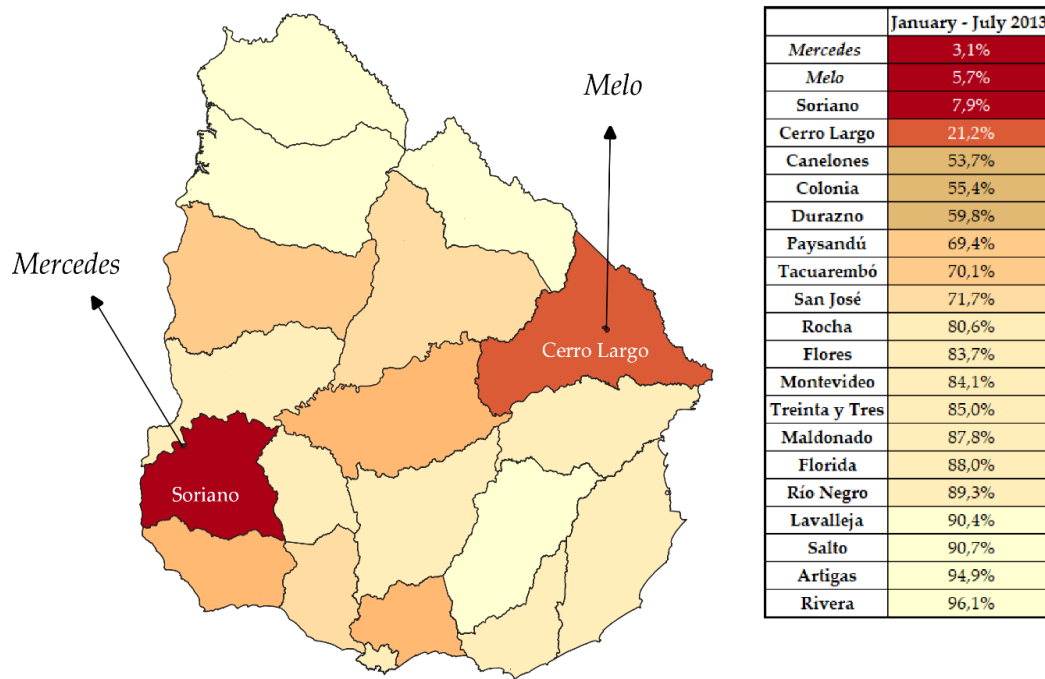 Melo
Mercedes
Cerro Largo
Soriano
January - July 2013
Mercedes 3,1%
Melo 5,7%
Soriano 7,9%
Cerro Largo 21,2%
Canelones 53,7%
Colonia 55,4%
Durazno 59,8%
Paysandú 69,4%
Tacuarembó 70,1%
San José 71,7%
Rocha 80,6%
Flores 83,7%
Montevideo 84,1%
Treinta y Tres 85,0%
Maldonado 87,8%
Florida 88,0%
Río Negro 89,3%
Lavalleja 90,4%
Salto 90,7%
Artigas 94,9%
Rivera 96,1%